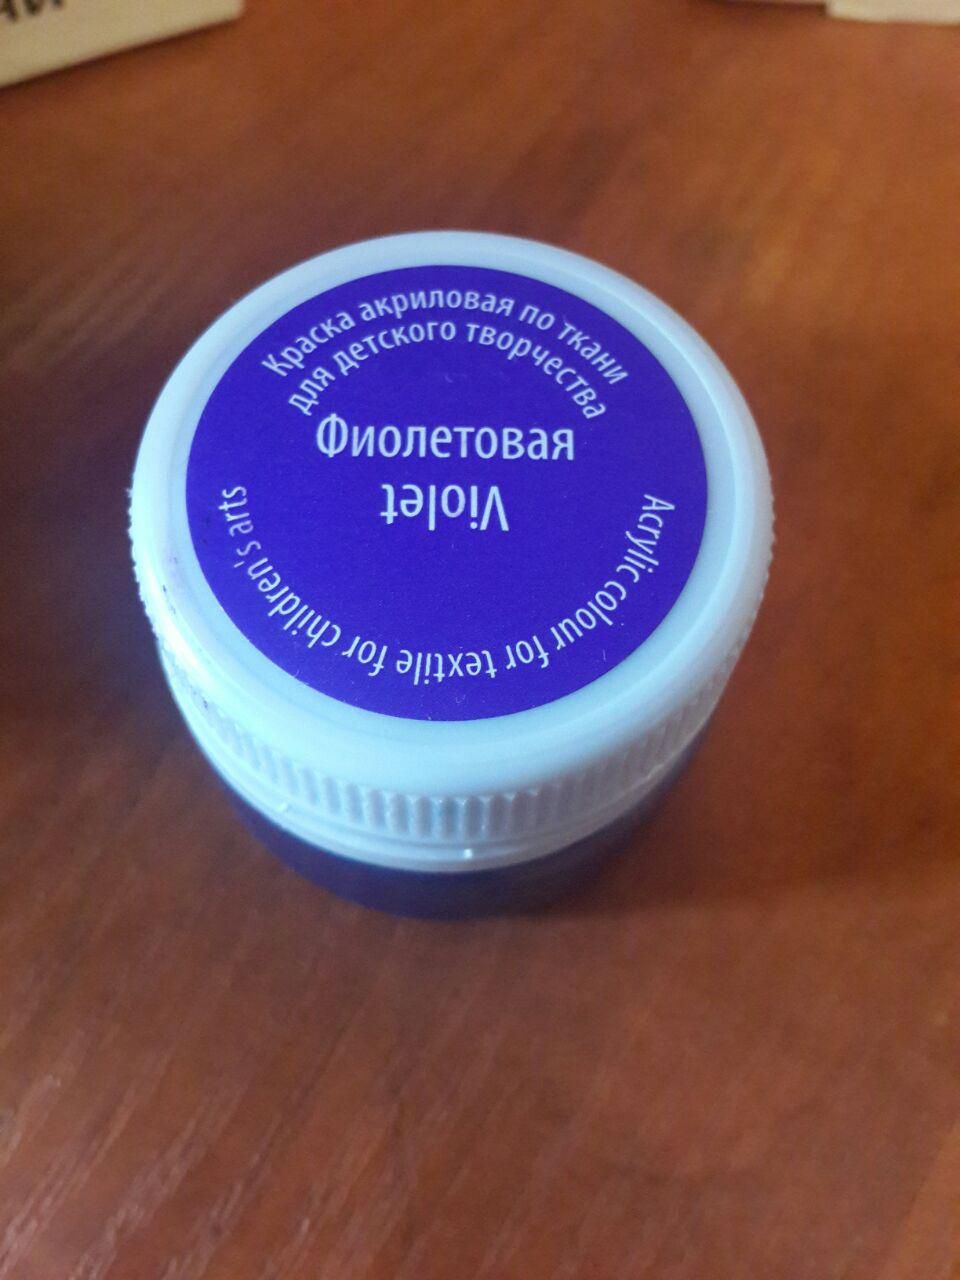 Краска акриловая по ткани
для детского творчества
Фиолетовая
Violet
Acrylic colour for textile for children's arts